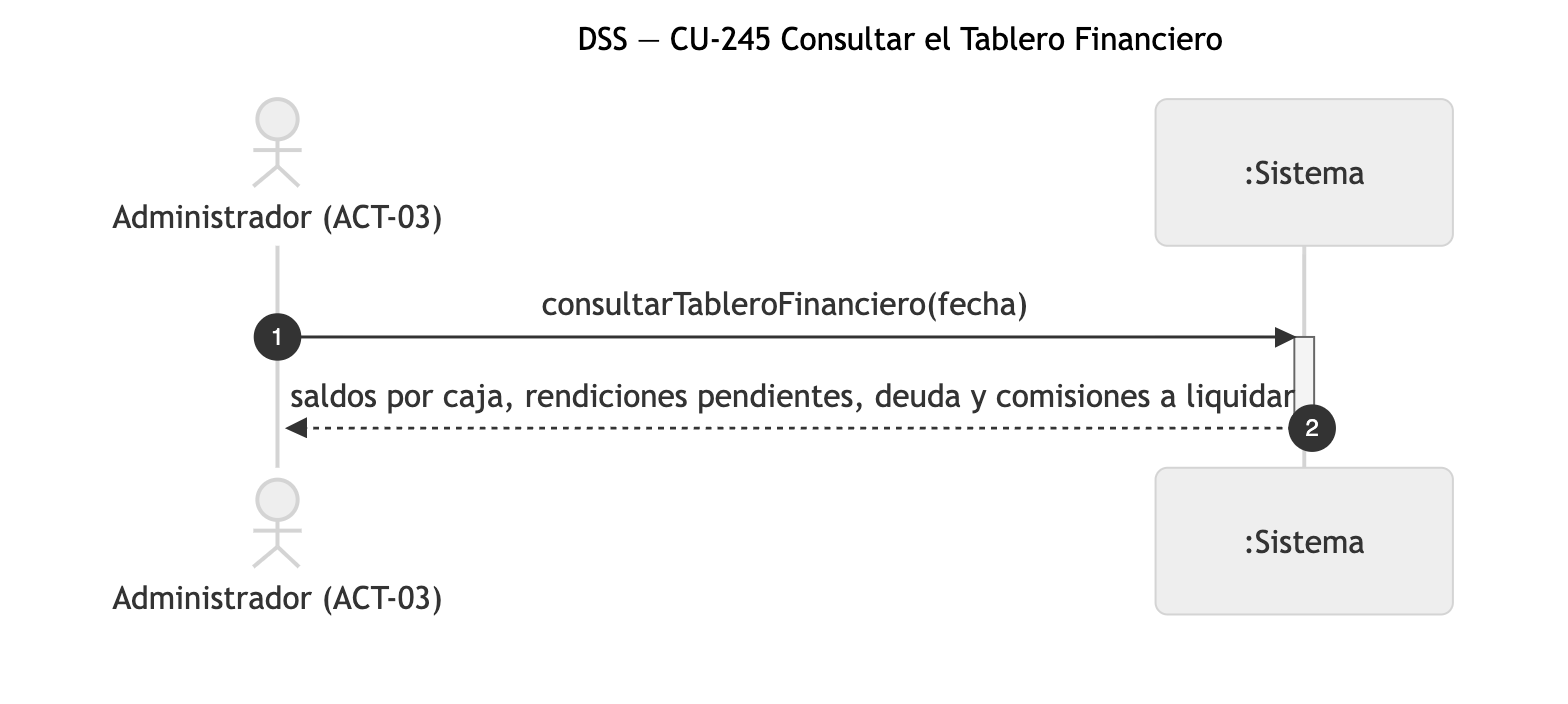 DSS — CU-245 Consultar el Tablero Financiero
Administrador (ACT-03)
:Sistema
consultarTableroFinanciero(fecha)
1
saldos por caja, rendiciones pendientes, deuda y comisiones a liquidar
2
Administrador (ACT-03)
:Sistema